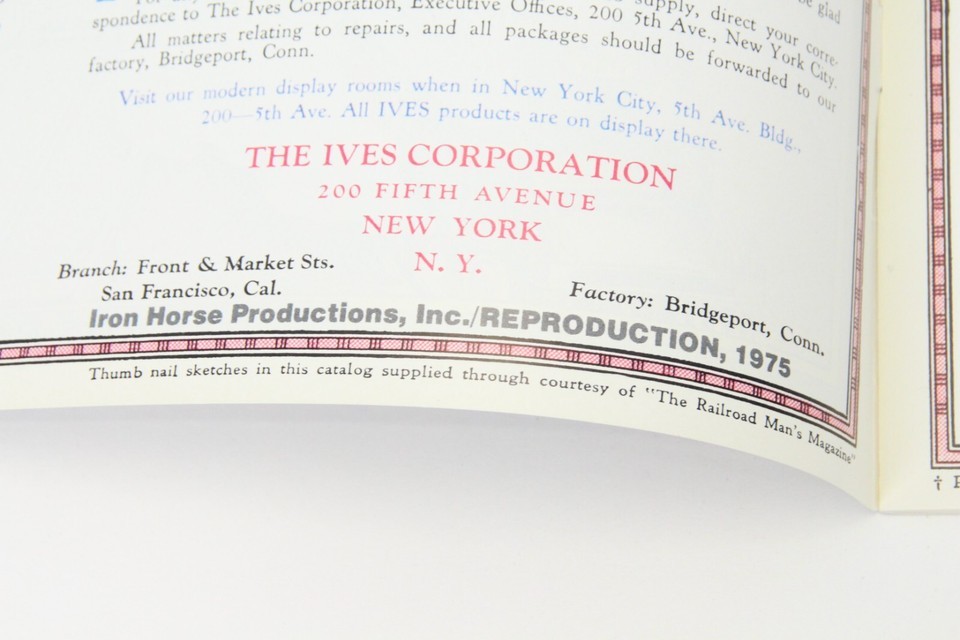 supply, direct your corre-
spondence to The Ives Corporation, Executive Offices, 200 5th Ave., New York City.
All matters relating to repairs, and all packages should be forwarded to our
factory, Bridgeport, Conn.
Visit our modern display rooms when in New York City, 5th Ave. Bldg.,
200—5th Ave. All IVES products are on display there.
THE IVES CORPORATION
200 FIFTH AVENUE
NEW YORK
N. Y.
Branch: Front & Market Sts.
San Francisco, Cal.
Factory: Bridgeport, Conn.
Iron Horse Productions, Inc./REPRODUCTION, 1975
Thumb nail sketches in this catalog supplied through courtesy of "The Railroad Man's Magazine"
†